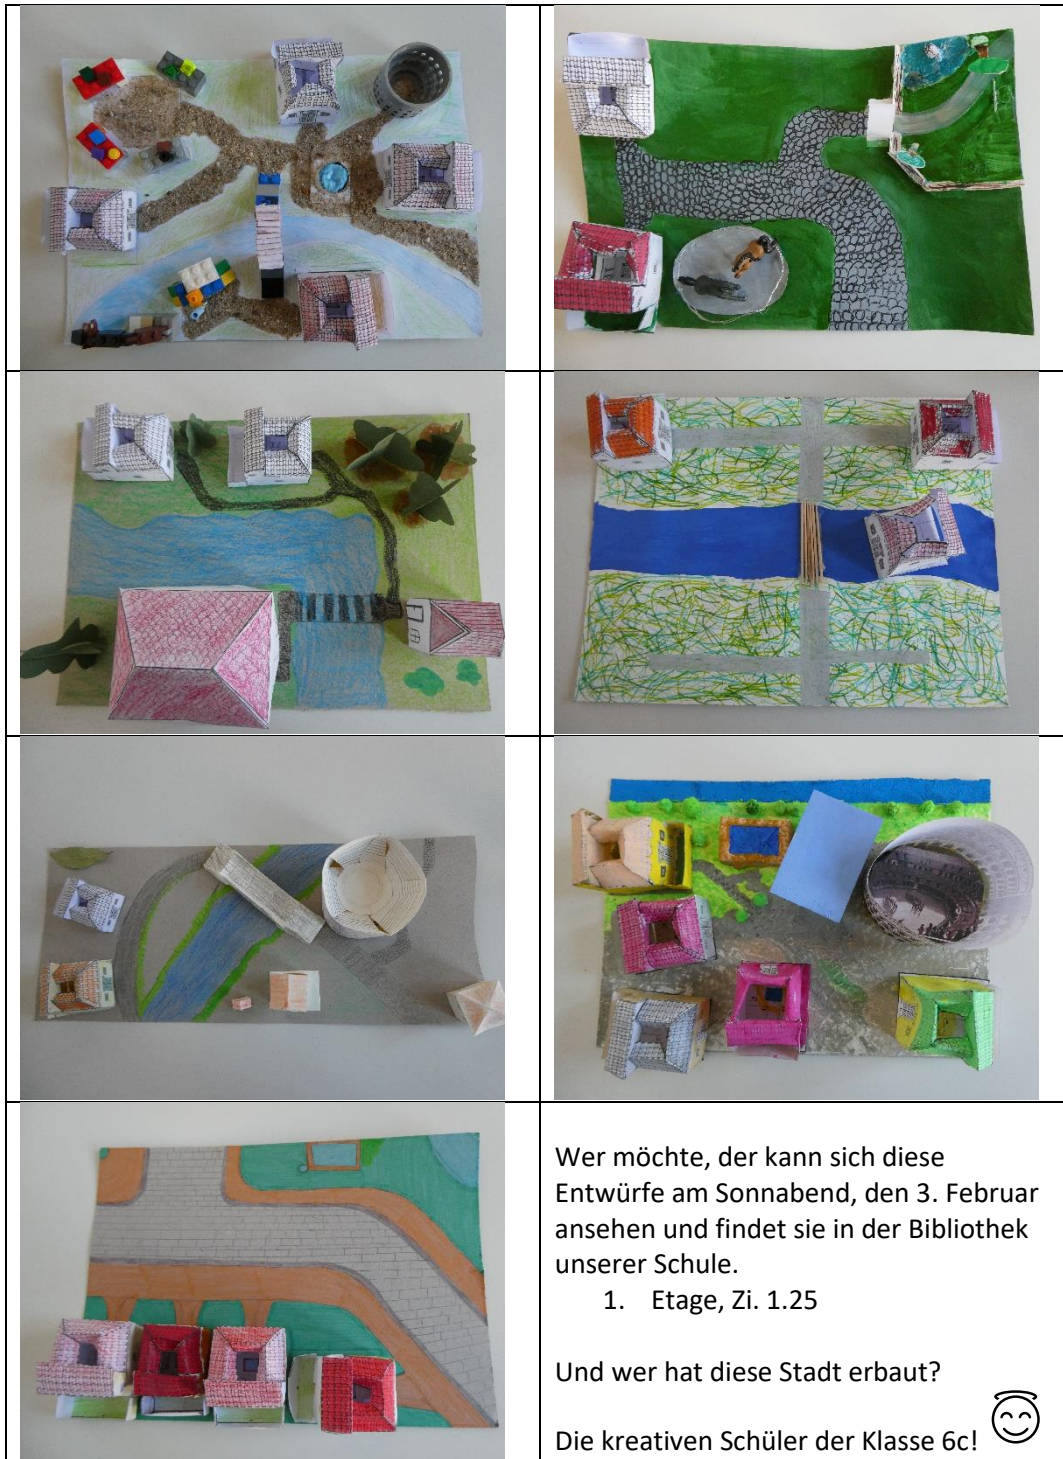 Wer möchte, der kann sich diese
Entwürfe am Sonnabend, den 3. Februar
ansehen und findet sie in der Bibliothek
unserer Schule.
1. Etage, Zi. 1.25
Und wer hat diese Stadt erbaut?
Die kreativen Schüler der Klasse 6c!